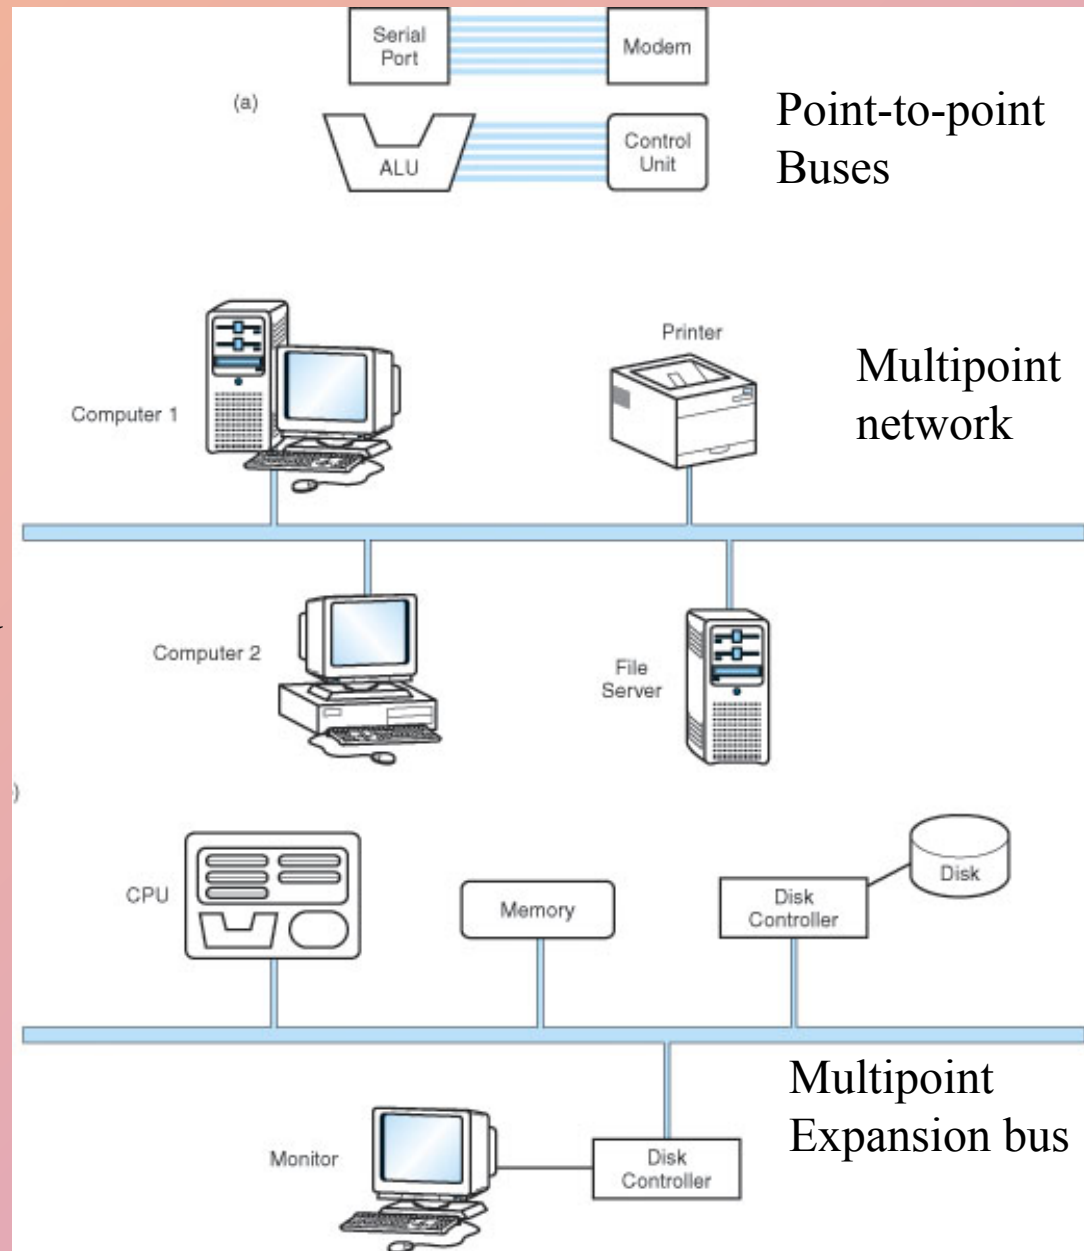 Serial
Port
Modem
(a)
Point-to-point
Buses
ALU
Control
Unit
Printer
Multipoint
network
Computer 1
Computer 2
File
Server
)
CPU
Memory
Disk
Controller
Disk
Multipoint
Expansion bus
Monitor
Disk
Controller